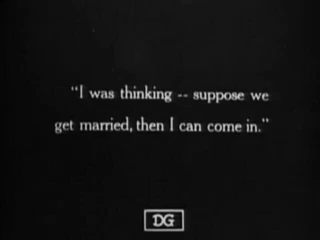 "I was thinking -- suppose we
get married, then I can come in."
DG